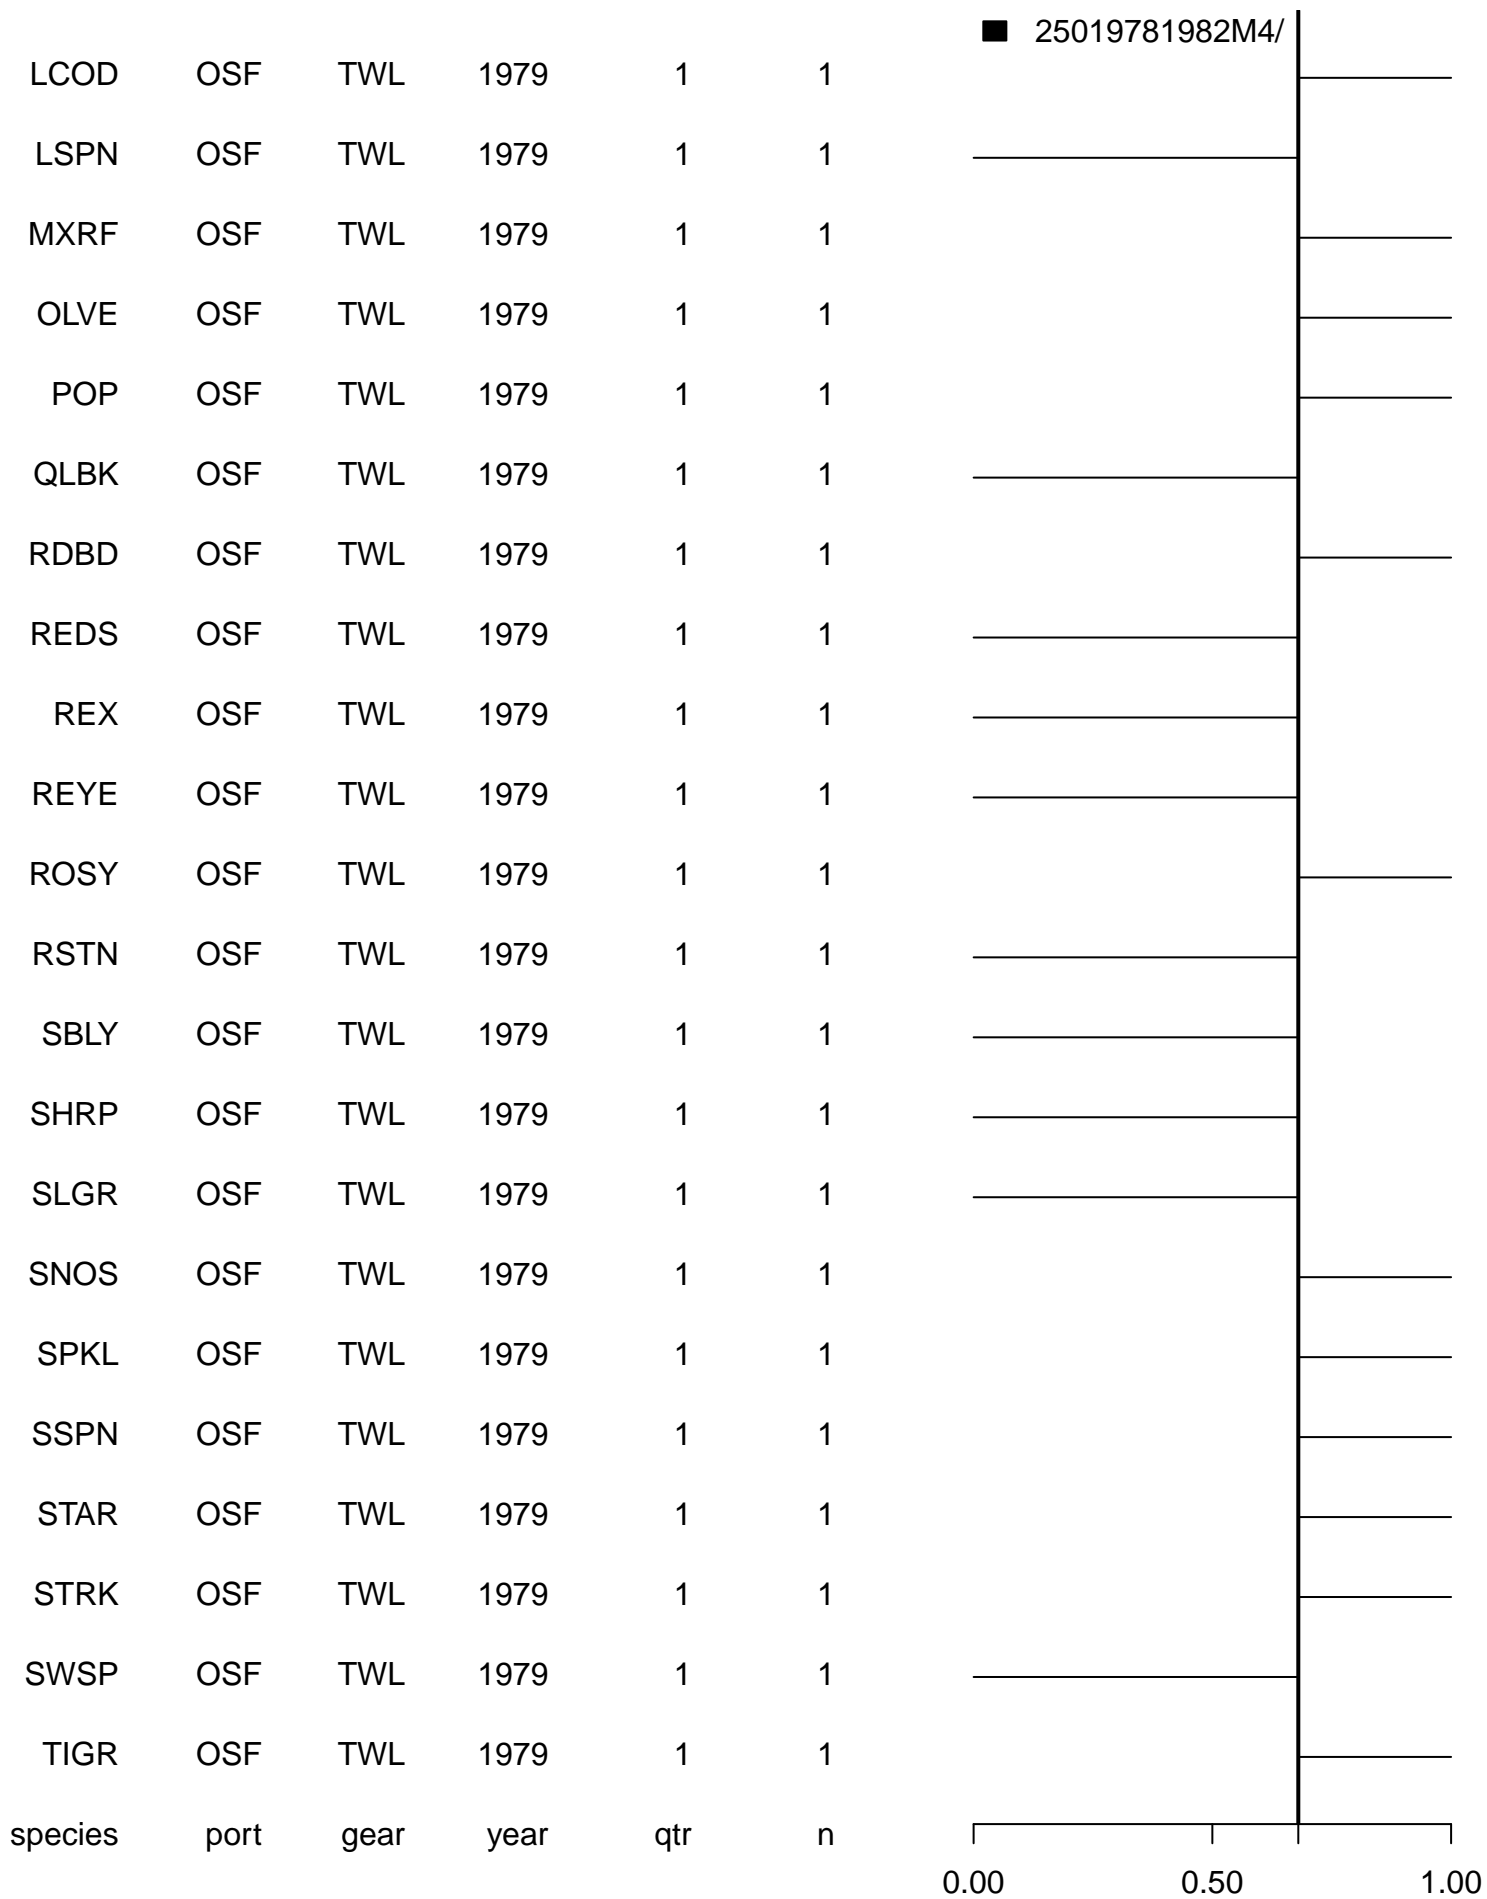 25019781982M4/
LCOD OSF TWL 1979 1 1
LSPN OSF TWL 1979 1 1
MXRF OSF TWL 1979 1 1
OLVE OSF TWL 1979 1 1
POP OSF TWL 1979 1 1
QLBK OSF TWL 1979 1 1
RDBD OSF TWL 1979 1 1
REDS OSF TWL 1979 1 1
REX OSF TWL 1979 1 1
REYE OSF TWL 1979 1 1
ROSY OSF TWL 1979 1 1
RSTN OSF TWL 1979 1 1
SBLY OSF TWL 1979 1 1
SHRP OSF TWL 1979 1 1
SLGR OSF TWL 1979 1 1
SNOS OSF TWL 1979 1 1
SPKL OSF TWL 1979 1 1
SSPN OSF TWL 1979 1 1
STAR OSF TWL 1979 1 1
STRK OSF TWL 1979 1 1
SWSP OSF TWL 1979 1 1
TIGR OSF TWL 1979 1 1
species port gear year qtr n
0.00 0.50 1.00